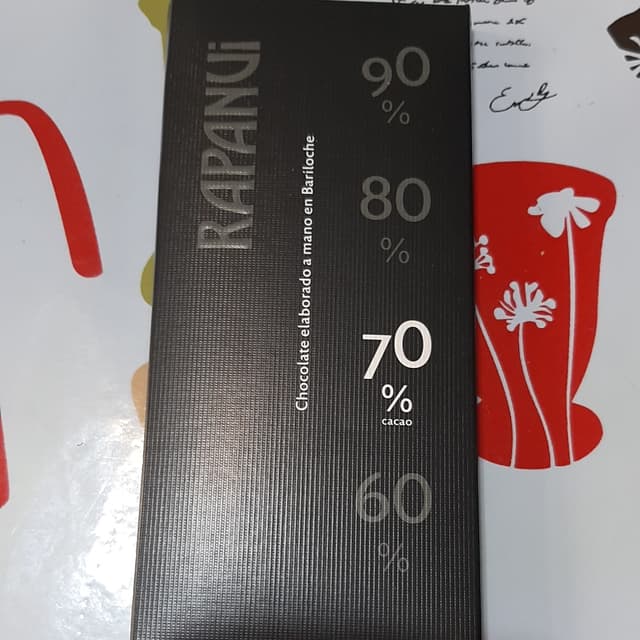 RAPANUi
Chocolate elaborado a mano en Bariloche
90
%
80
%
70
%
cacao
60
%